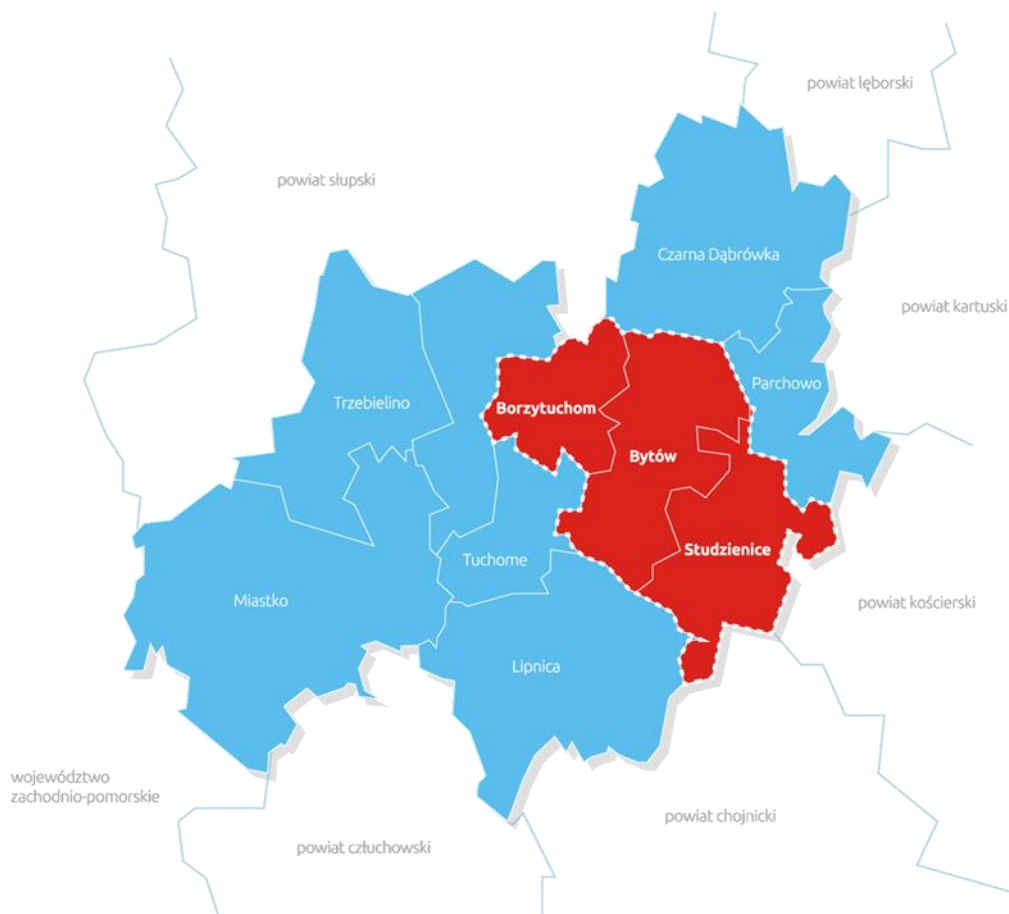 powiat lęborski
powiat słupski
Czarna Dąbrówka
powiat kartuski
Parchowo
Trzebielino
Borzytuchom
Bytów
Studzienice
Tuchome
Miastko
powiat kościerski
Lipnica
województwo
zachodnio-pomorskie
powiat chojnicki
powiat człuchowski